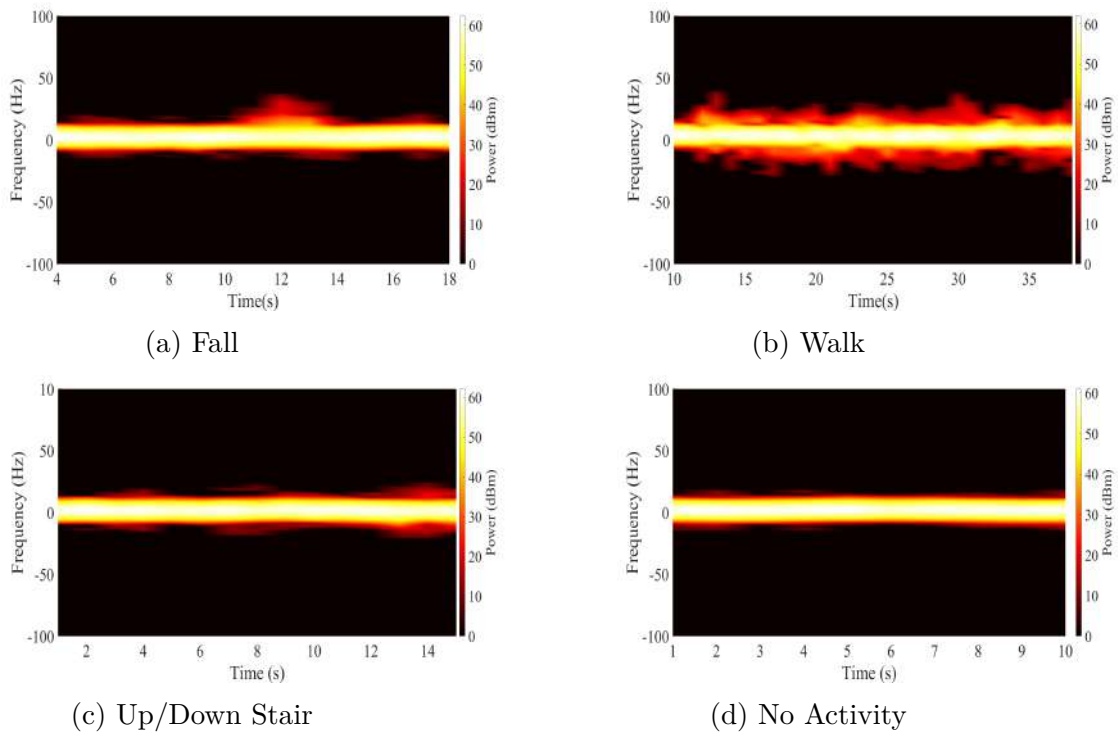 100
50
0
-50
-100
Frequency (Hz)
4 6 8 10 12 14 16 18
Time(s)
60
50
40
30
20
10
0
Power (dBm)
(a) Fall
100
50
0
-50
-100
Frequency (Hz)
10 15 20 25 30 35
Time(s)
60
50
40
30
20
10
0
Power (dBm)
(b) Walk
10
50
0
-50
-100
Frequency (Hz)
2 4 6 8 10 12 14
Time (s)
60
50
40
30
20
10
0
Power (dBm)
(c) Up/Down Stair
100
50
0
-50
-100
Frequency (Hz)
1 2 3 4 5 6 7 8 9 10
Time (s)
60
50
40
30
20
10
0
Power (dBm)
(d) No Activity